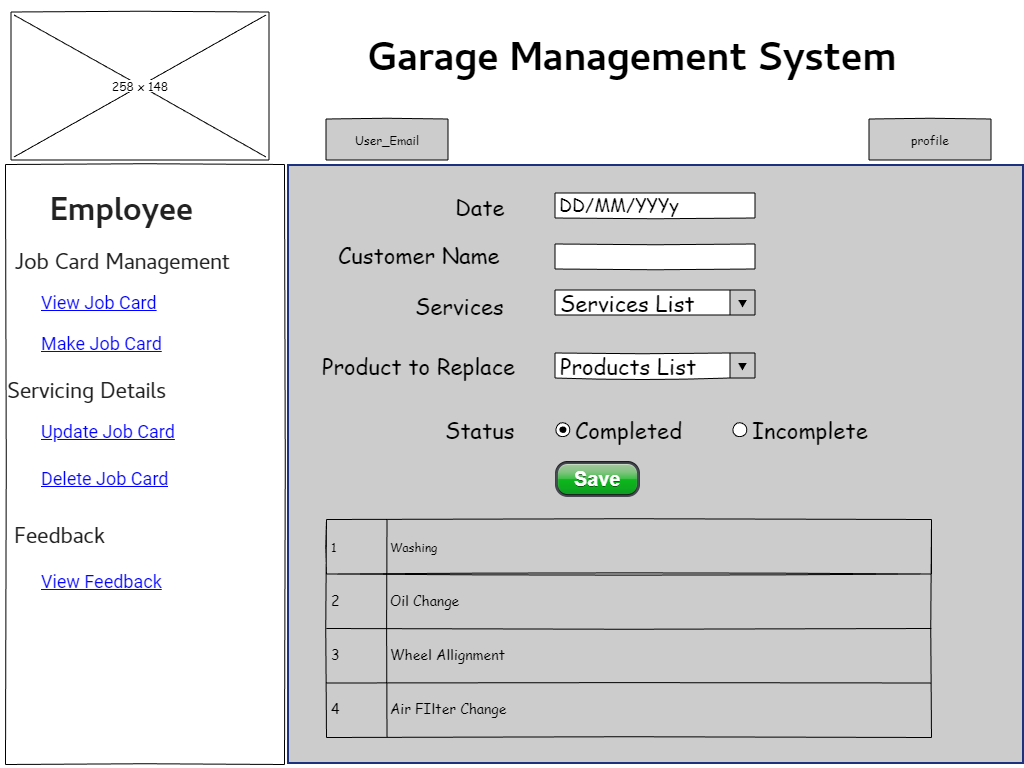 Garage Management System
258 x 148
User_Email
profile
Employee
Job Card Management
View Job Card
Make Job Card
Servicing Details
Update Job Card
Delete Job Card
Feedback
View Feedback
Date DD/MM/YYYy
Customer Name
Services Services List
Product to Replace Products List
Status Completed Incomplete
Save
1 Washing
2 Oil Change
3 Wheel Allignment
4 Air FIlter Change